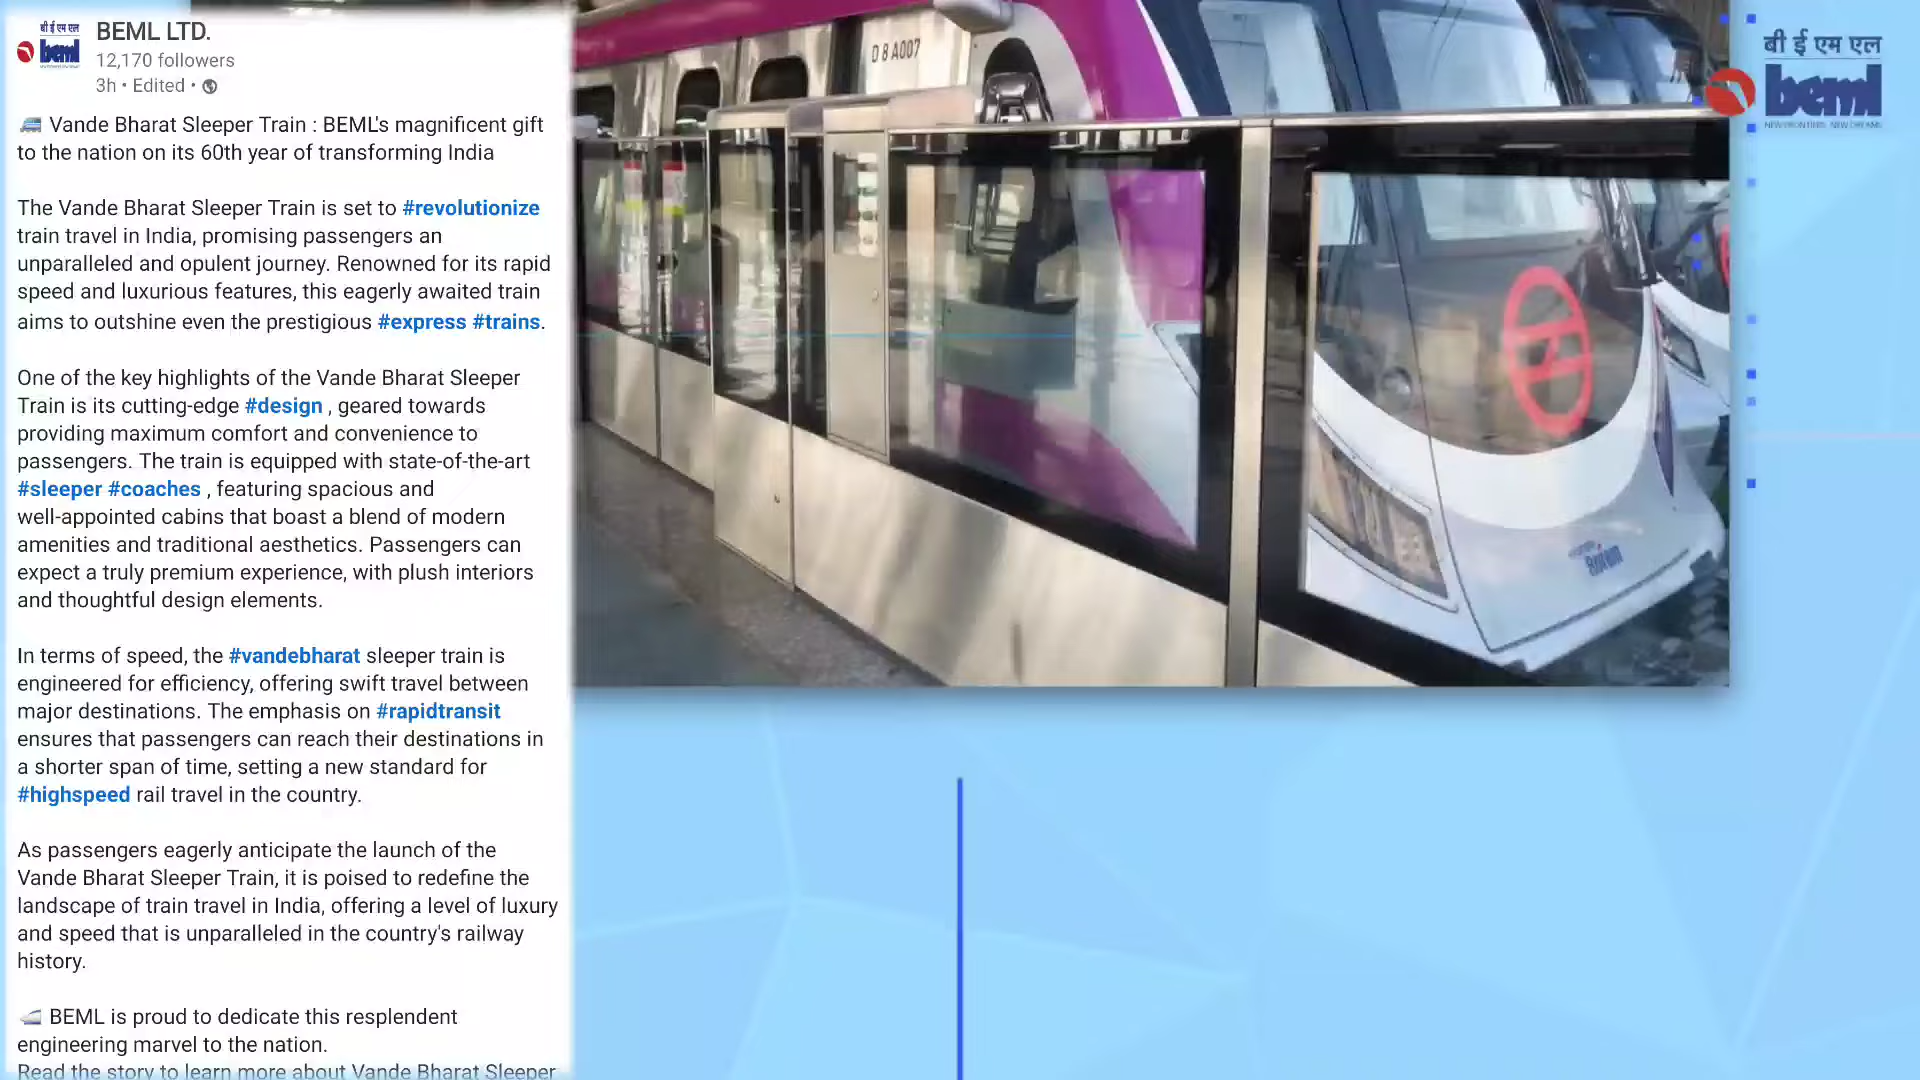 बी ई एम एल
beml
BEML LTD.
12,170 followers
3h • Edited •
Vande Bharat Sleeper Train : BEML's magnificent gift
to the nation on its 60th year of transforming India
The Vande Bharat Sleeper Train is set to #revolutionize
train travel in India, promising passengers an
unparalleled and opulent journey. Renowned for its rapid
speed and luxurious features, this eagerly awaited train
aims to outshine even the prestigious #express #trains.
One of the key highlights of the Vande Bharat Sleeper
Train is its cutting-edge #design , geared towards
providing maximum comfort and convenience to
passengers. The train is equipped with state-of-the-art
#sleeper #coaches , featuring spacious and
well-appointed cabins that boast a blend of modern
amenities and traditional aesthetics. Passengers can
expect a truly premium experience, with plush interiors
and thoughtful design elements.
In terms of speed, the #vandebharat sleeper train is
engineered for efficiency, offering swift travel between
major destinations. The emphasis on #rapidtransit
ensures that passengers can reach their destinations in
a shorter span of time, setting a new standard for
#highspeed rail travel in the country.
As passengers eagerly anticipate the launch of the
Vande Bharat Sleeper Train, it is poised to redefine the
landscape of train travel in India, offering a level of luxury
and speed that is unparalleled in the country's railway
history.
BEML is proud to dedicate this resplendent
engineering marvel to the nation.
Read the story to learn more about Vande Bharat Sleeper
D 8 A007
बी ई एम एल
beml
NEW FRONTIERS. NEW DREAMS